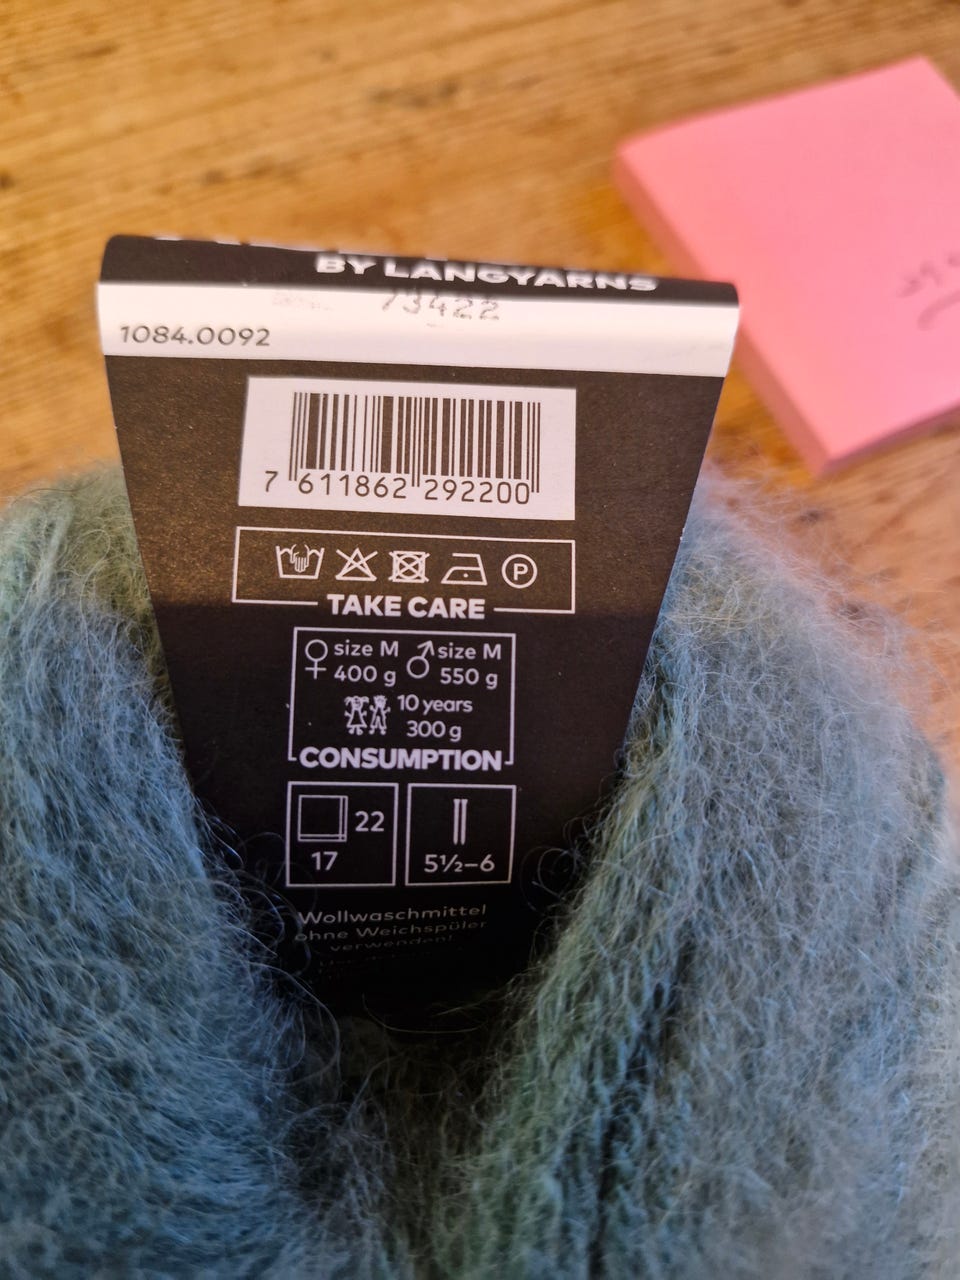 BY LANGYARNS
73422
1084.0092
7 611862 292200
P
TAKE CARE
size M size M
400 g 550 g
10 years
300 g
CONSUMPTION
22
17 5½–6
Wollwaschmittel
ohne Weichspüler
verwenden!